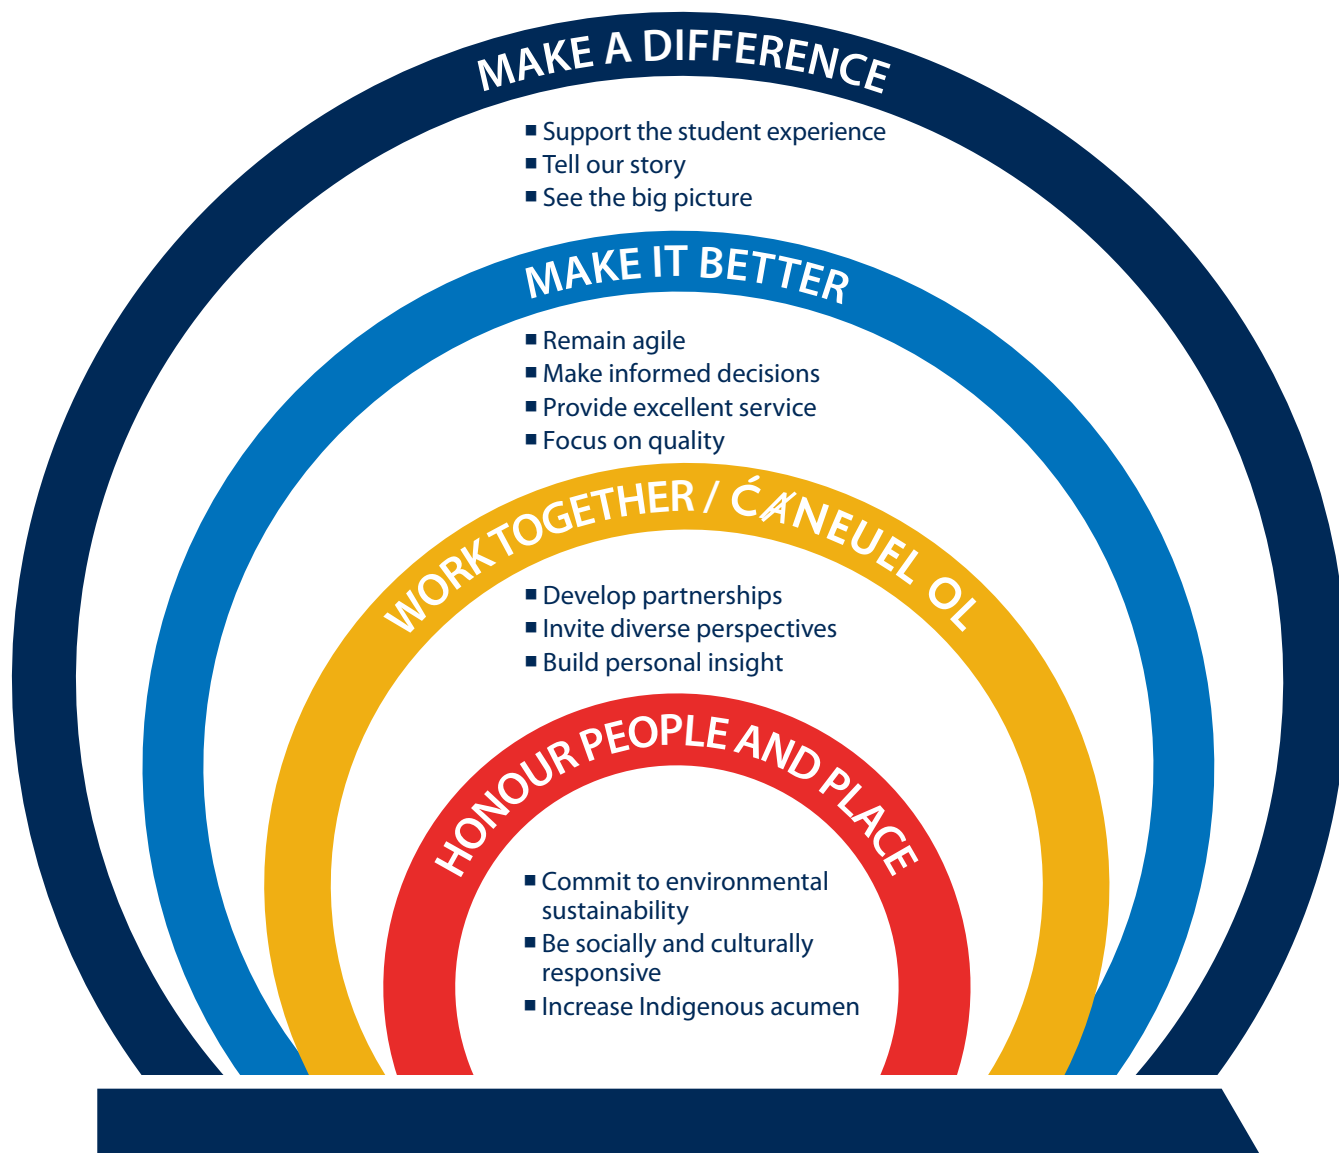 MAKE A DIFFERENCE
▪ Support the student experience
▪ Tell our story
▪ See the big picture
MAKE IT BETTER
▪ Remain agile
▪ Make informed decisions
▪ Provide excellent service
▪ Focus on quality
WORK TOGETHER / ĆȺNEUEL OL
▪ Develop partnerships
▪ Invite diverse perspectives
▪ Build personal insight
HONOUR PEOPLE AND PLACE
▪ Commit to environmental
sustainability
▪ Be socially and culturally
responsive
▪ Increase Indigenous acumen